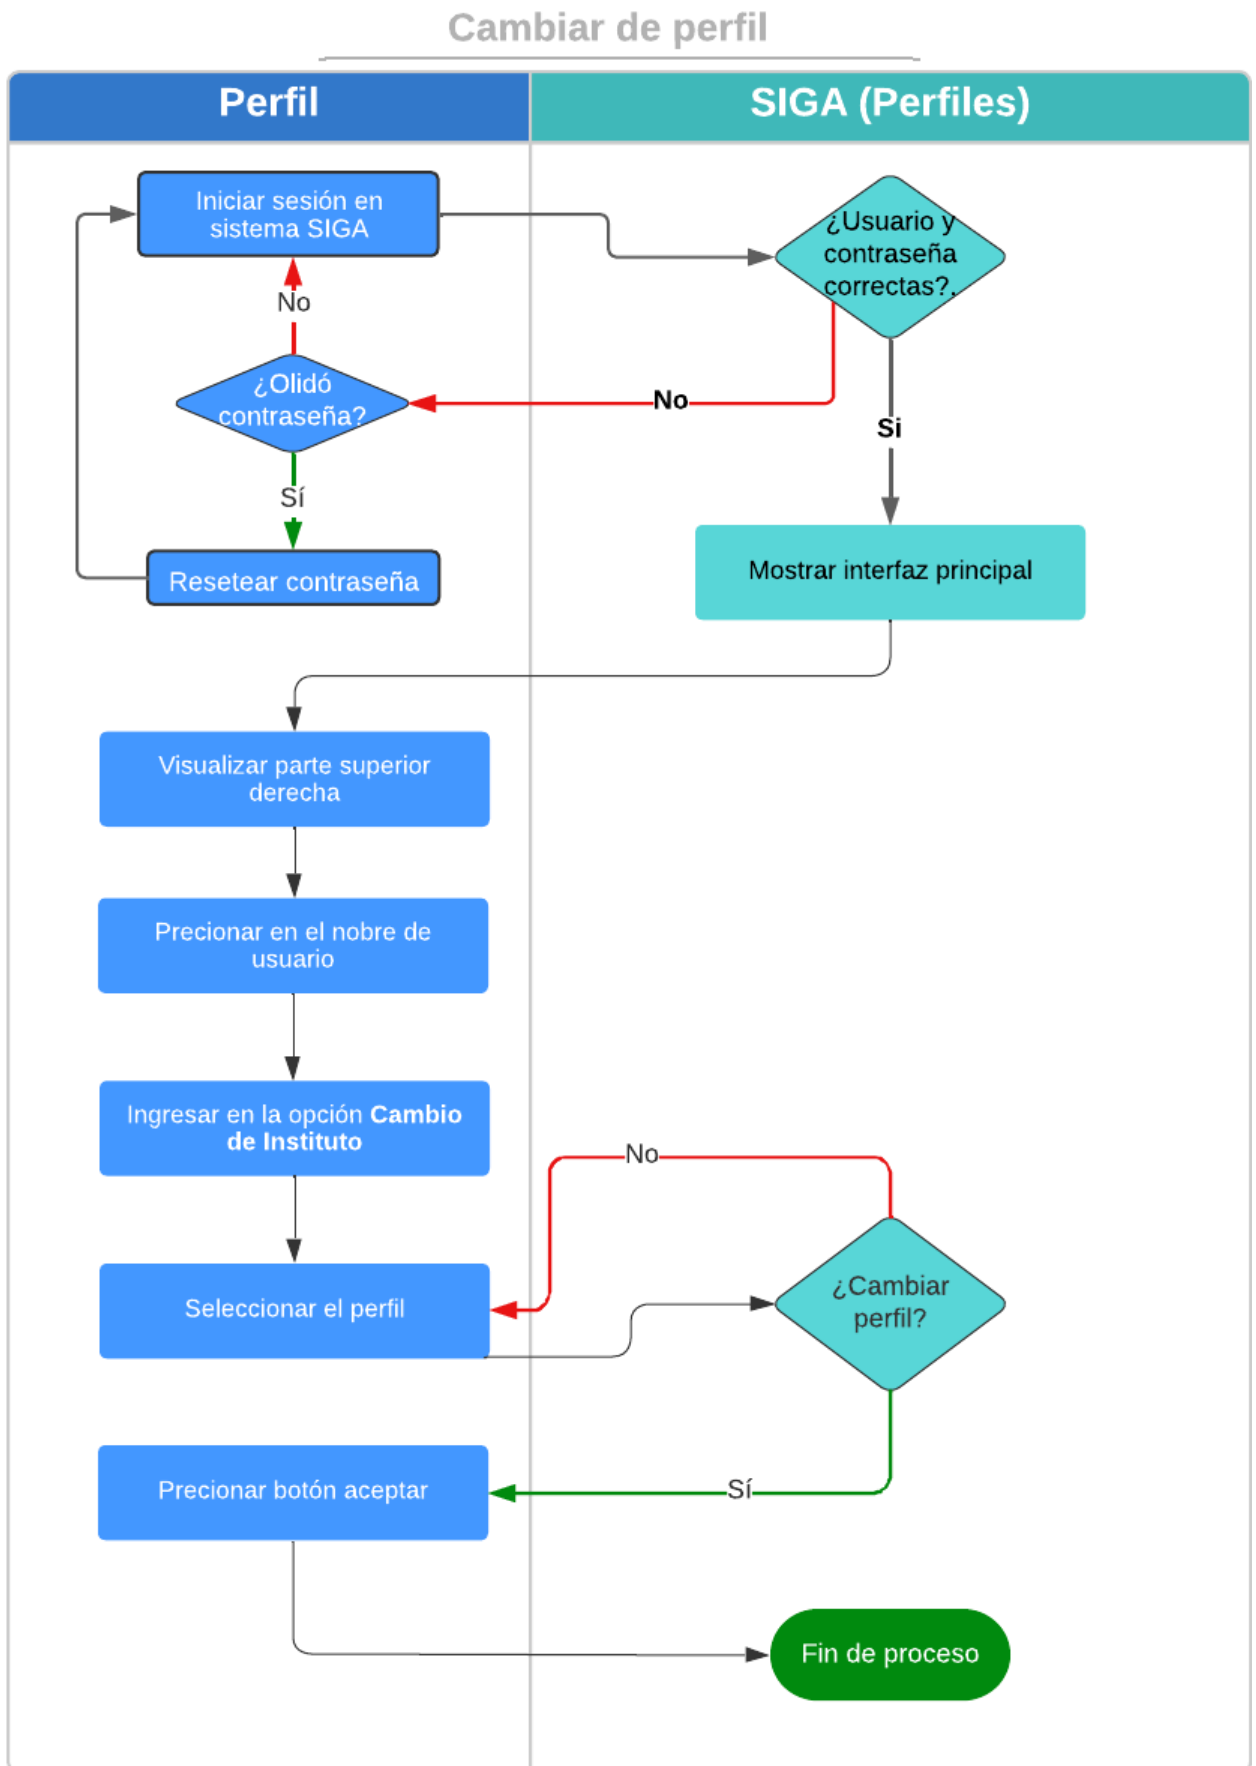 Cambiar de perfil
Perfil
SIGA (Perfiles)
Iniciar sesión en
sistema SIGA
¿Usuario y
contraseña
correctas?.
No
¿Olidó
contraseña?
No
Si
Sí
Resetear contraseña
Mostrar interfaz principal
Visualizar parte superior
derecha
Precionar en el nobre de
usuario
Ingresar en la opción Cambio
de Instituto
No
Seleccionar el perfil
¿Cambiar
perfil?
Precionar botón aceptar
Sí
Fin de proceso